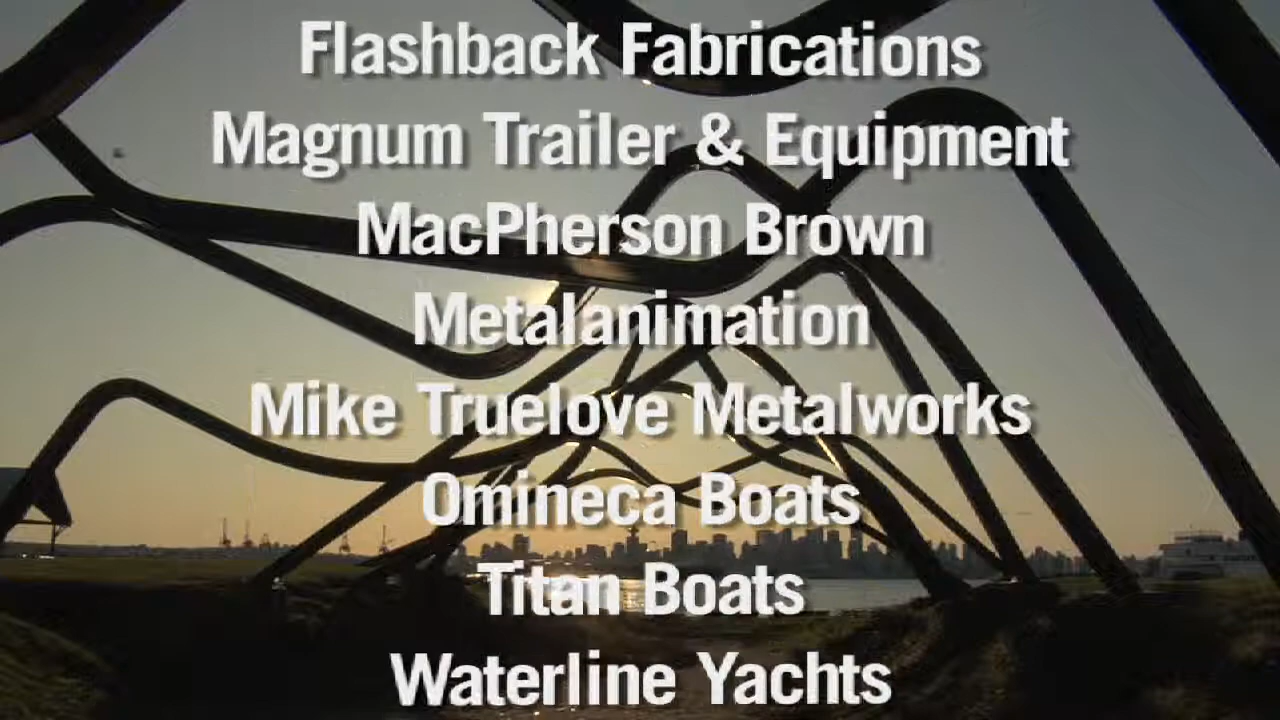 Flashback Fabrications
Magnum Trailer & Equipment
MacPherson Brown
Metalanimation
Mike Truelove Metalworks
Omineca Boats
Titan Boats
Waterline Yachts